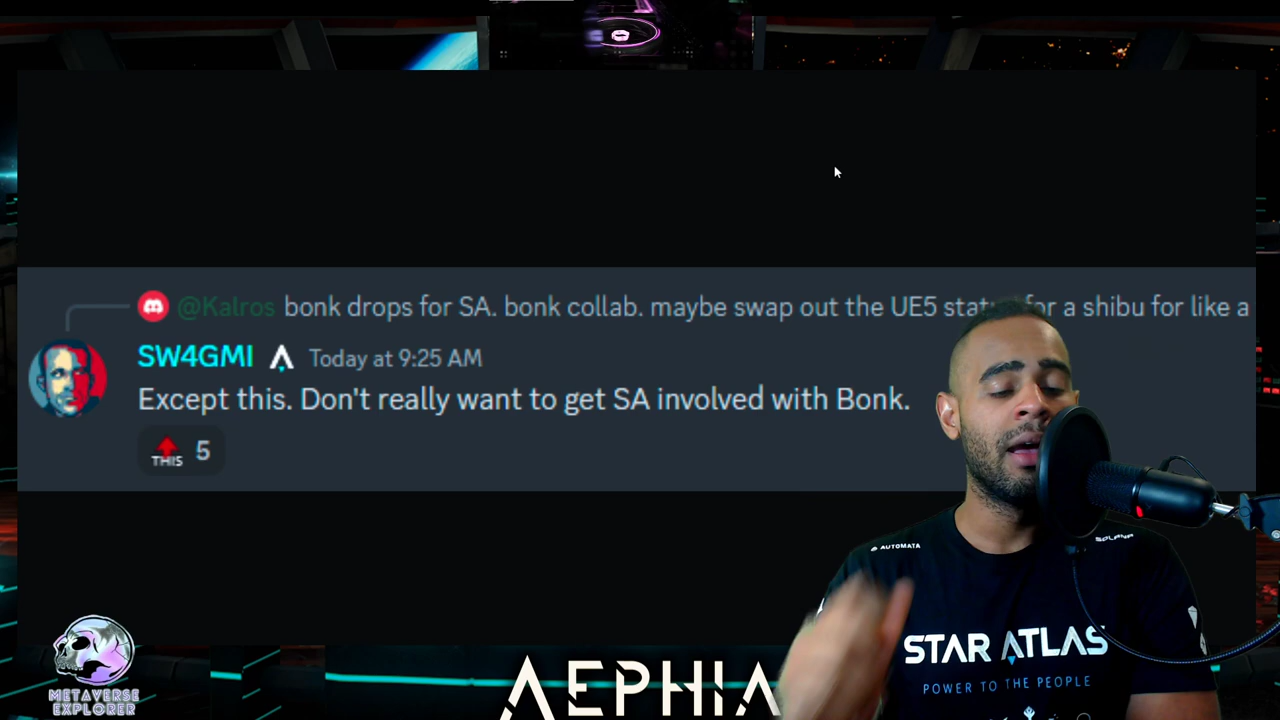 @Kalros bonk drops for SA. bonk collab. maybe swap out the UE5 for a shibu for like a
SW4GMI Today at 9:25 AM
Except this. Don't really want to get SA involved with Bonk.
THIS 5
AUTOMATA
STAR ATLAS
POWER TO THE PEOPLE
METAVERSE
EXPLORER
AEPHIA